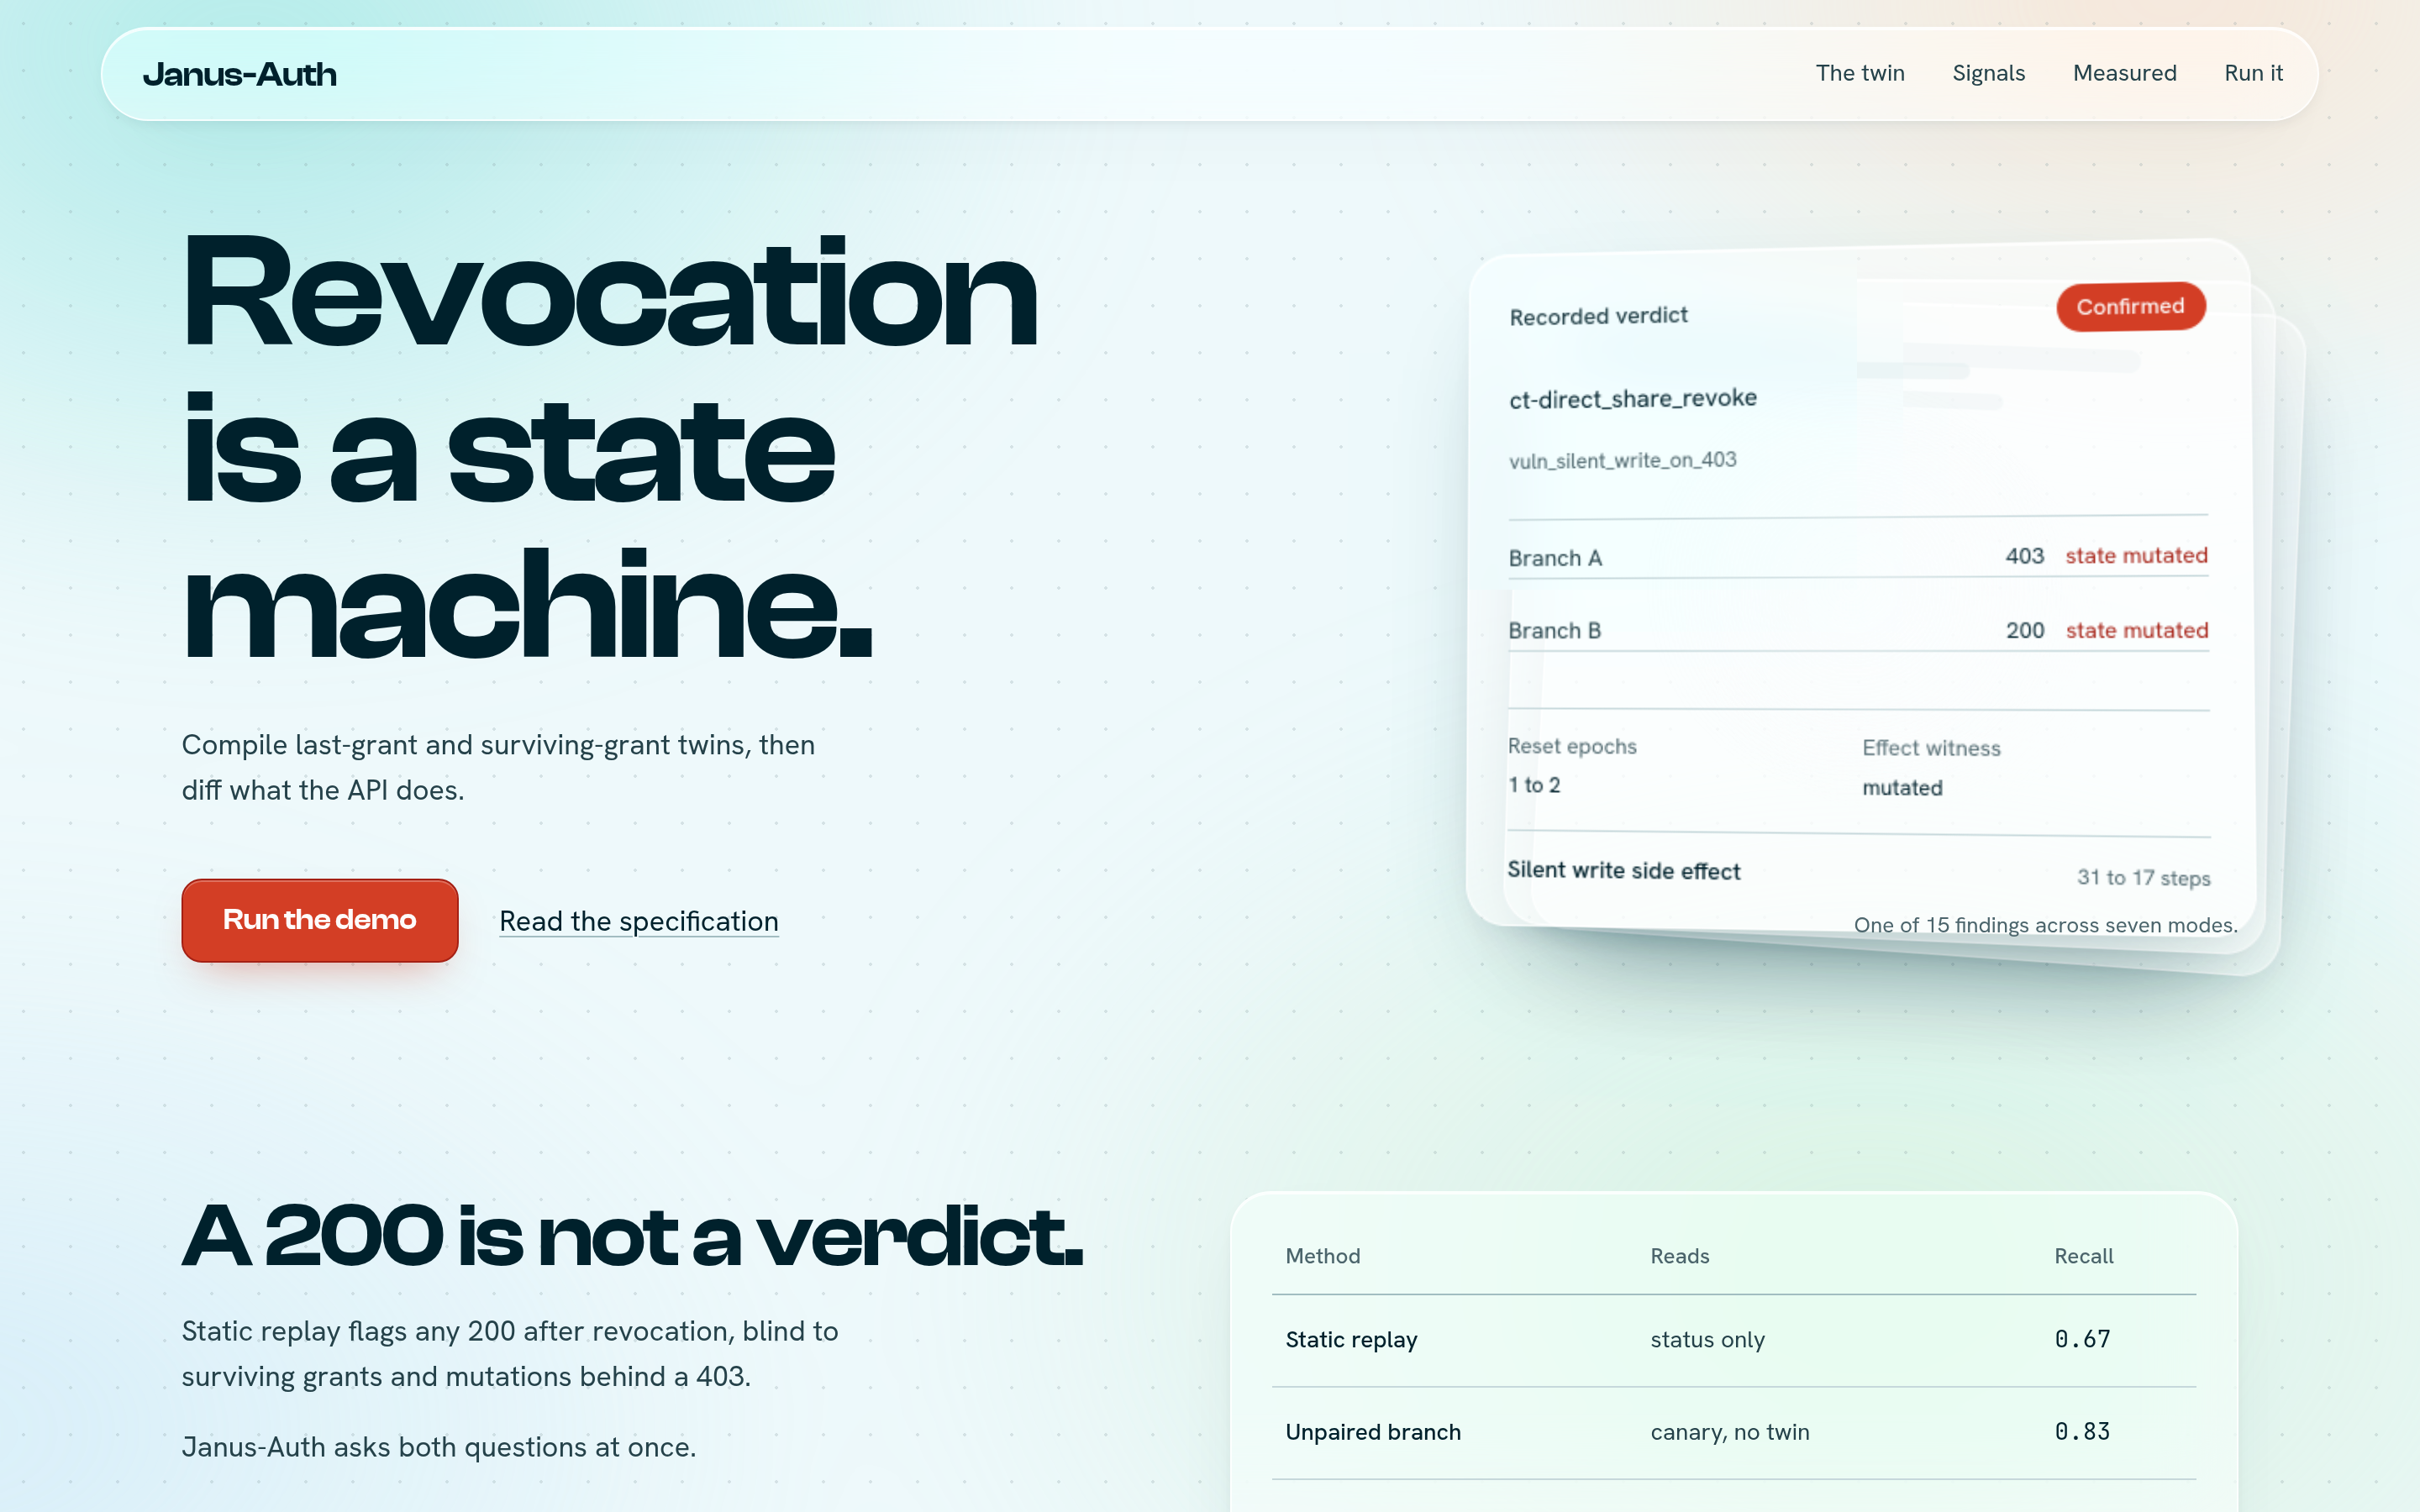 Janus-Auth
The twin
Signals
Measured
Run it
Revocation
is a state
machine.
Compile last-grant and surviving-grant twins, then
diff what the API does.
Run the demo
Read the specification
Recorded verdict
Confirmed
ct-direct_share_revoke
vuln_silent_write_on_403
Branch A 403 state mutated
Branch B 200 state mutated
Reset epochs Effect witness
1 to 2 mutated
Silent write side effect 31 to 17 steps
One of 15 findings across seven modes.
A 200 is not a verdict.
Static replay flags any 200 after revocation, blind to
surviving grants and mutations behind a 403.
Janus-Auth asks both questions at once.
Method Reads Recall
Static replay status only 0.67
Unpaired branch canary, no twin 0.83